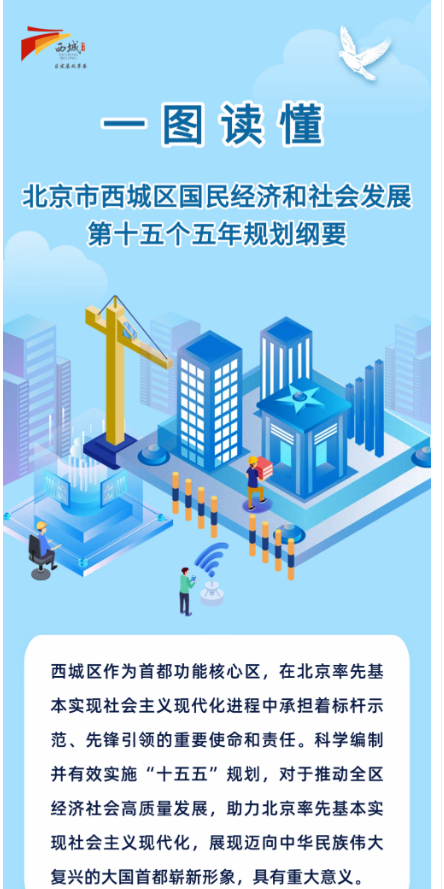 西城
一图读懂
北京市西城区国民经济和社会发展
第十五个五年规划纲要
西城区作为首都功能核心区，在北京率先基
本实现社会主义现代化进程中承担着标杆示
范、先锋引领的重要使命和责任。科学编制
并有效实施“十五五”规划，对于推动全区
经济社会高质量发展，助力北京率先基本实
现社会主义现代化，展现迈向中华民族伟大
复兴的大国首都崭新形象，具有重大意义。